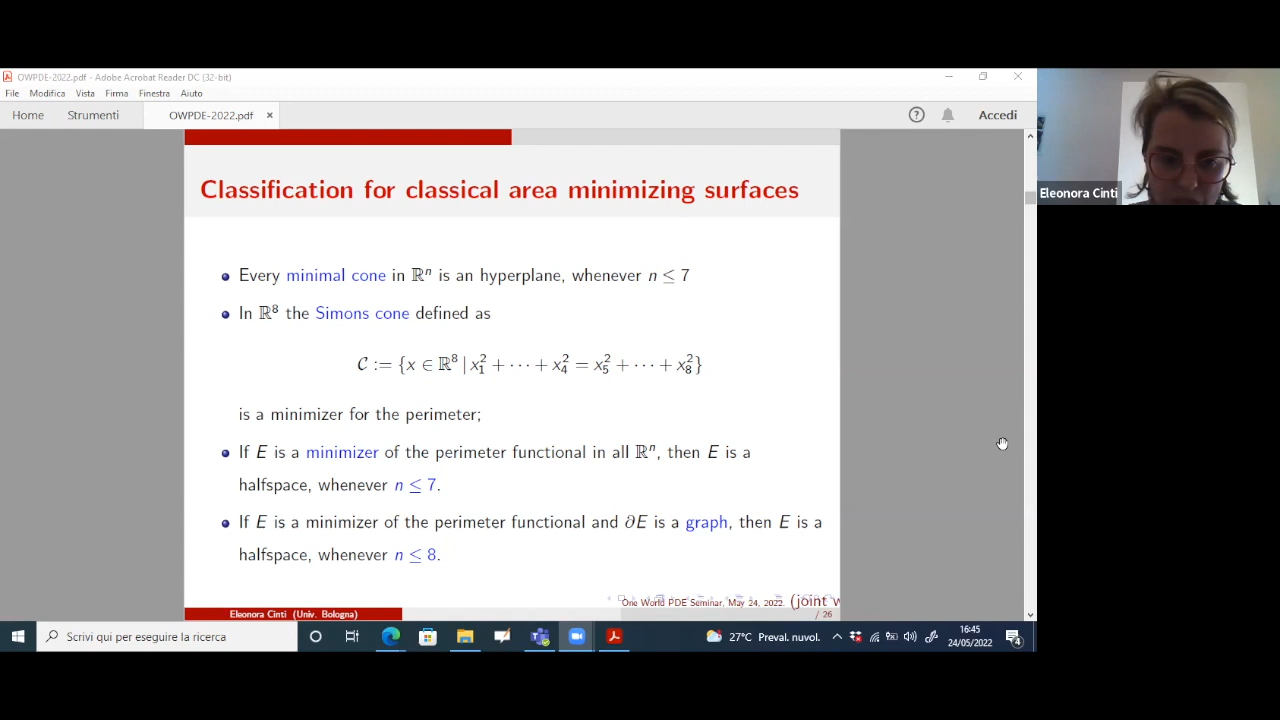 OWPDE-2022.pdf - Adobe Acrobat Reader DC (32-bit)
File Modifica Vista Firma Finestra Aiuto
Home Strumenti OWPDE-2022.pdf × Accedi
Classification for classical area minimizing surfaces
Eleonora Cinti
Every minimal cone in ℝⁿ is an hyperplane, whenever n ≤ 7
In ℝ⁸ the Simons cone defined as
𝒞 := {x ∈ ℝ⁸ | x₁² + ··· + x₄² = x₅² + ··· + x₈²}
is a minimizer for the perimeter;
If E is a minimizer of the perimeter functional in all ℝⁿ, then E is a
halfspace, whenever n ≤ 7.
If E is a minimizer of the perimeter functional and ∂E is a graph, then E is a
halfspace, whenever n ≤ 8.
One World PDE Seminar, May 24, 2022. (joint w
Eleonora Cinti (Univ. Bologna) / 26
Scrivi qui per eseguire la ricerca 27°C Preval. nuvol. 16:45
24/05/2022 4